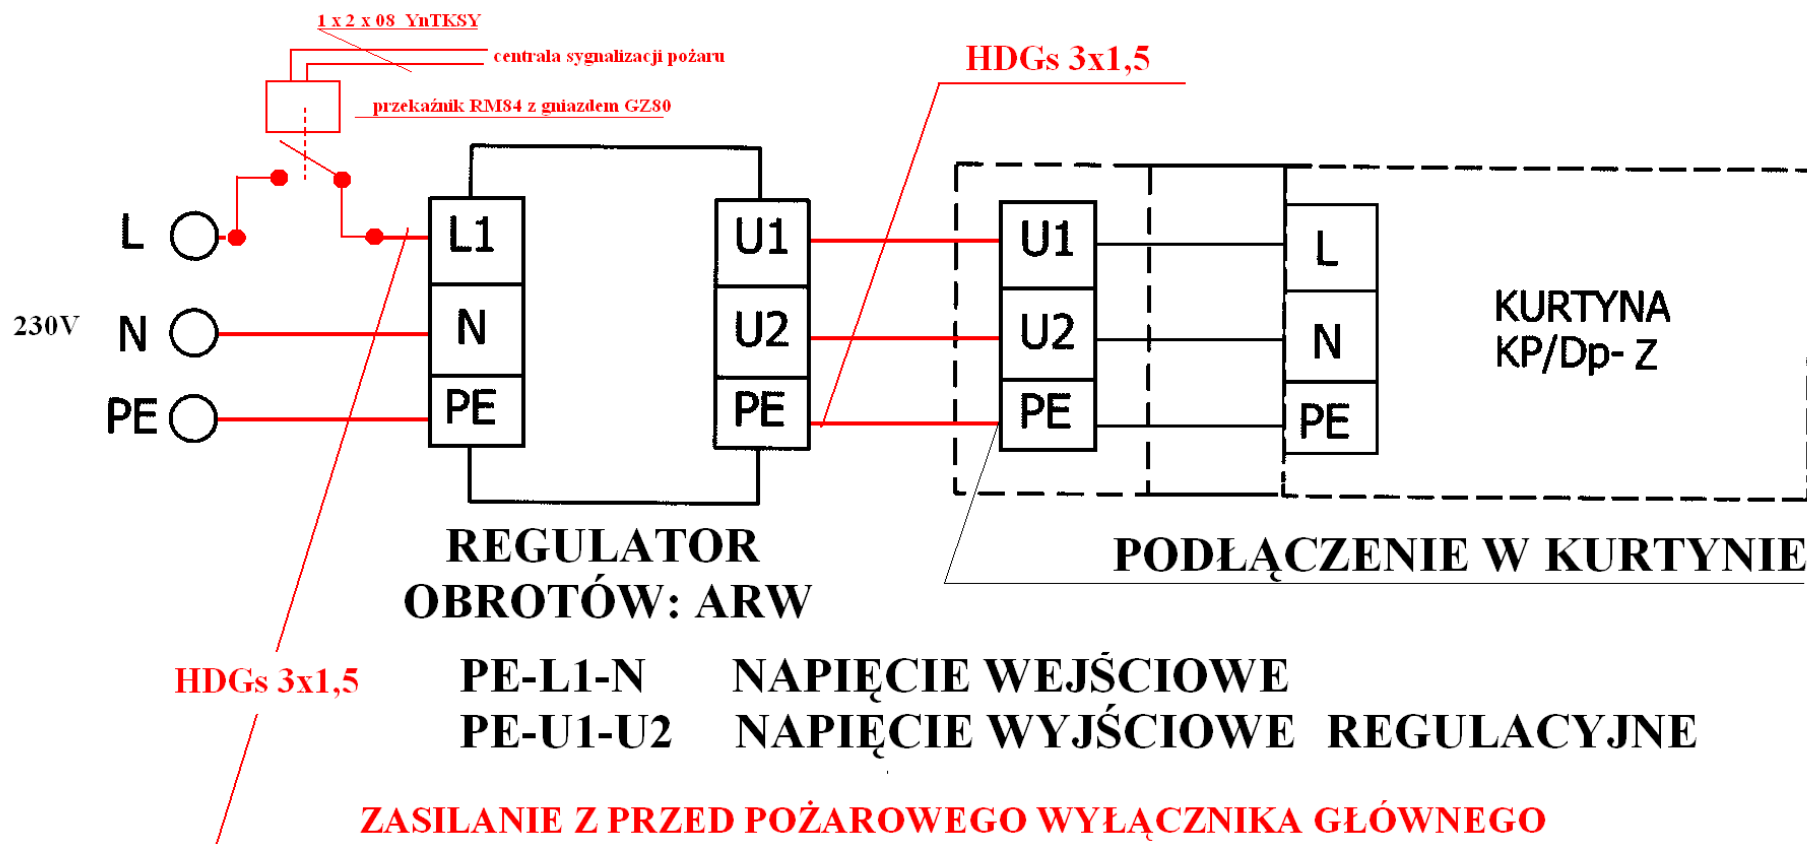 1 x 2 x 08 YnTKSY
centrala sygnalizacji pożaru
HDGs 3x1,5
przekaźnik RM84 z gniazdem GZ80
L
L1
U1
U1
L
230V
N
N
U2
U2
N
KURTYNA
KP/Dp- Z
PE
PE
PE
PE
PE
REGULATOR
OBROTÓW: ARW
PODŁĄCZENIE W KURTYNIE
HDGs 3x1,5
PE-L1-N NAPIĘCIE WEJŚCIOWE
PE-U1-U2 NAPIĘCIE WYJŚCIOWE REGULACYJNE
ZASILANIE Z PRZED POŻAROWEGO WYŁĄCZNIKA GŁÓWNEGO